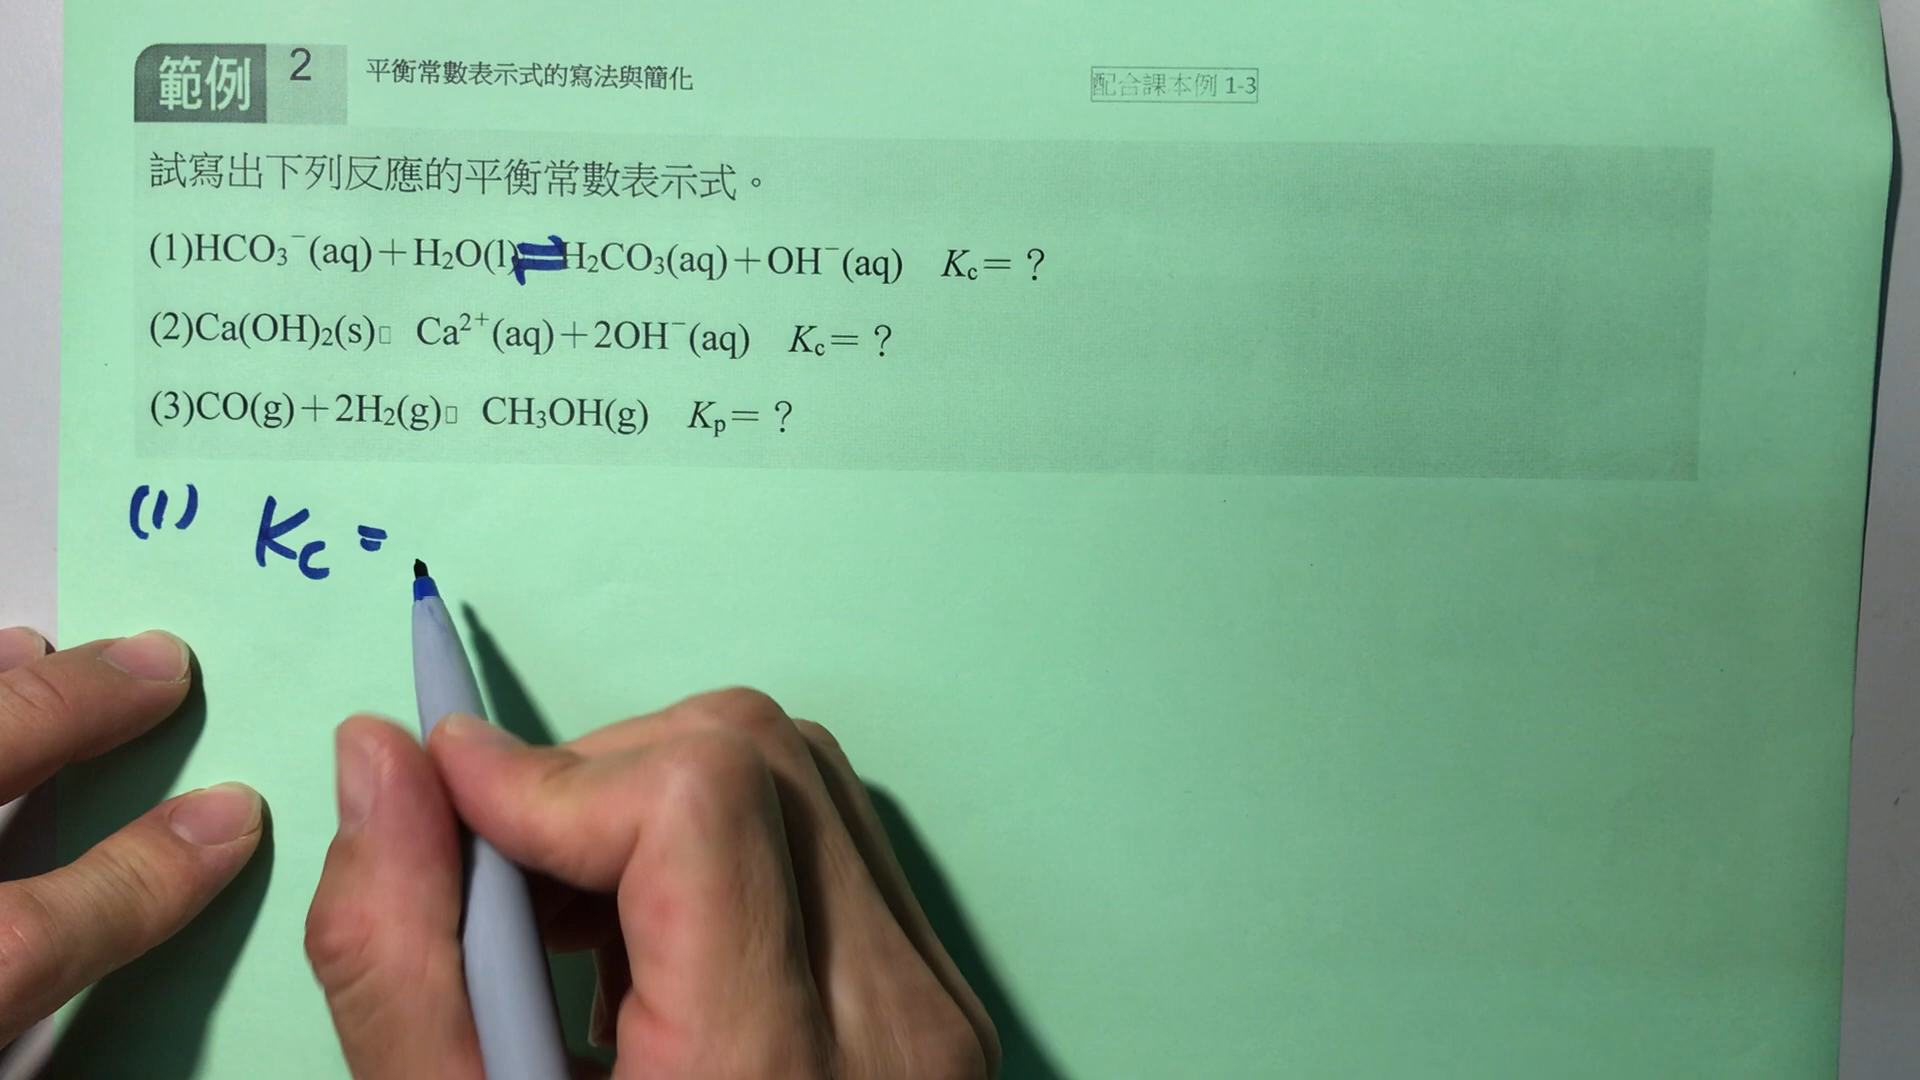 範例 2 平衡常數表示式的寫法與簡化 配合課本例 1-3
試寫出下列反應的平衡常數表示式。
(1)HCO₃⁻(aq)+H₂O(l)⇌H₂CO₃(aq)+OH⁻(aq) Kc=?
(2)Ca(OH)₂(s)▯ Ca²⁺(aq)+2OH⁻(aq) Kc=?
(3)CO(g)+2H₂(g)▯ CH₃OH(g) Kp=?
(1) Kc =